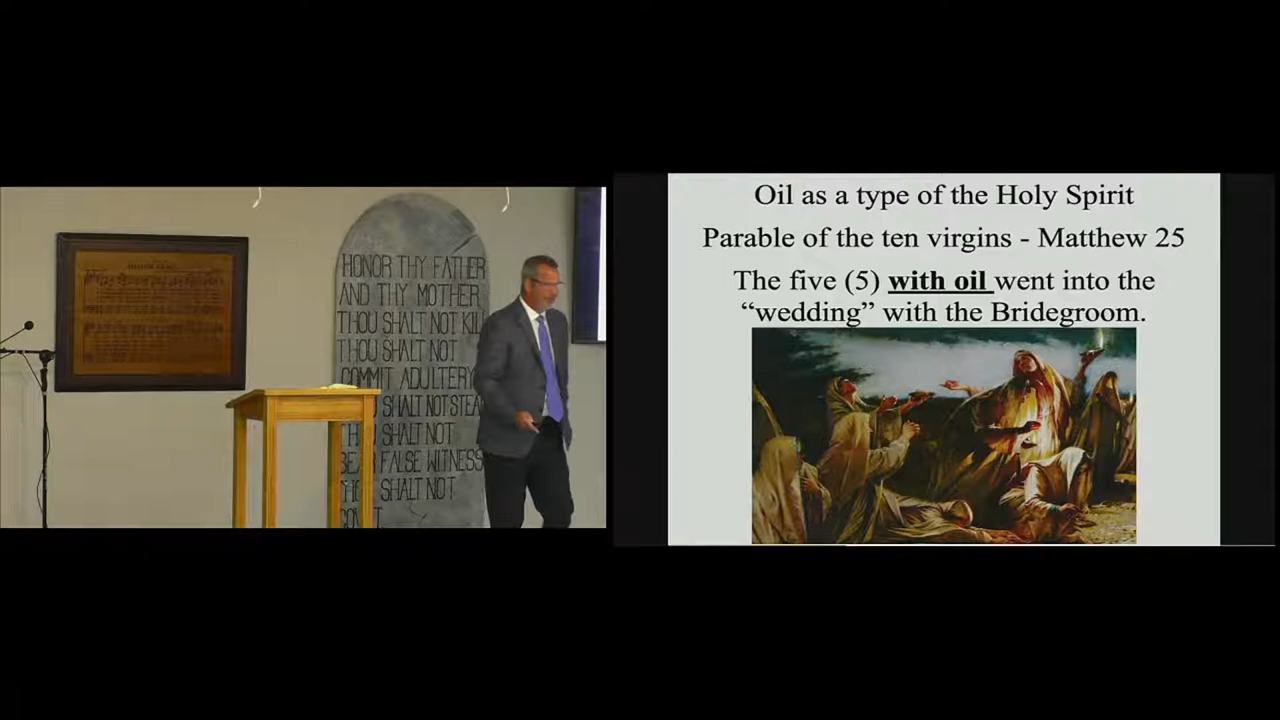 HONOR THY FATHER
AND THY MOTHER
THOU SHALT NOT KILL
THOU SHALT NOT
COMMIT ADULTERY
SHALT NOT STEA
SHALT NOT
FALSE WITNESS
SHALT NOT
Oil as a type of the Holy Spirit
Parable of the ten virgins - Matthew 25
The five (5) with oil went into the
“wedding” with the Bridegroom.